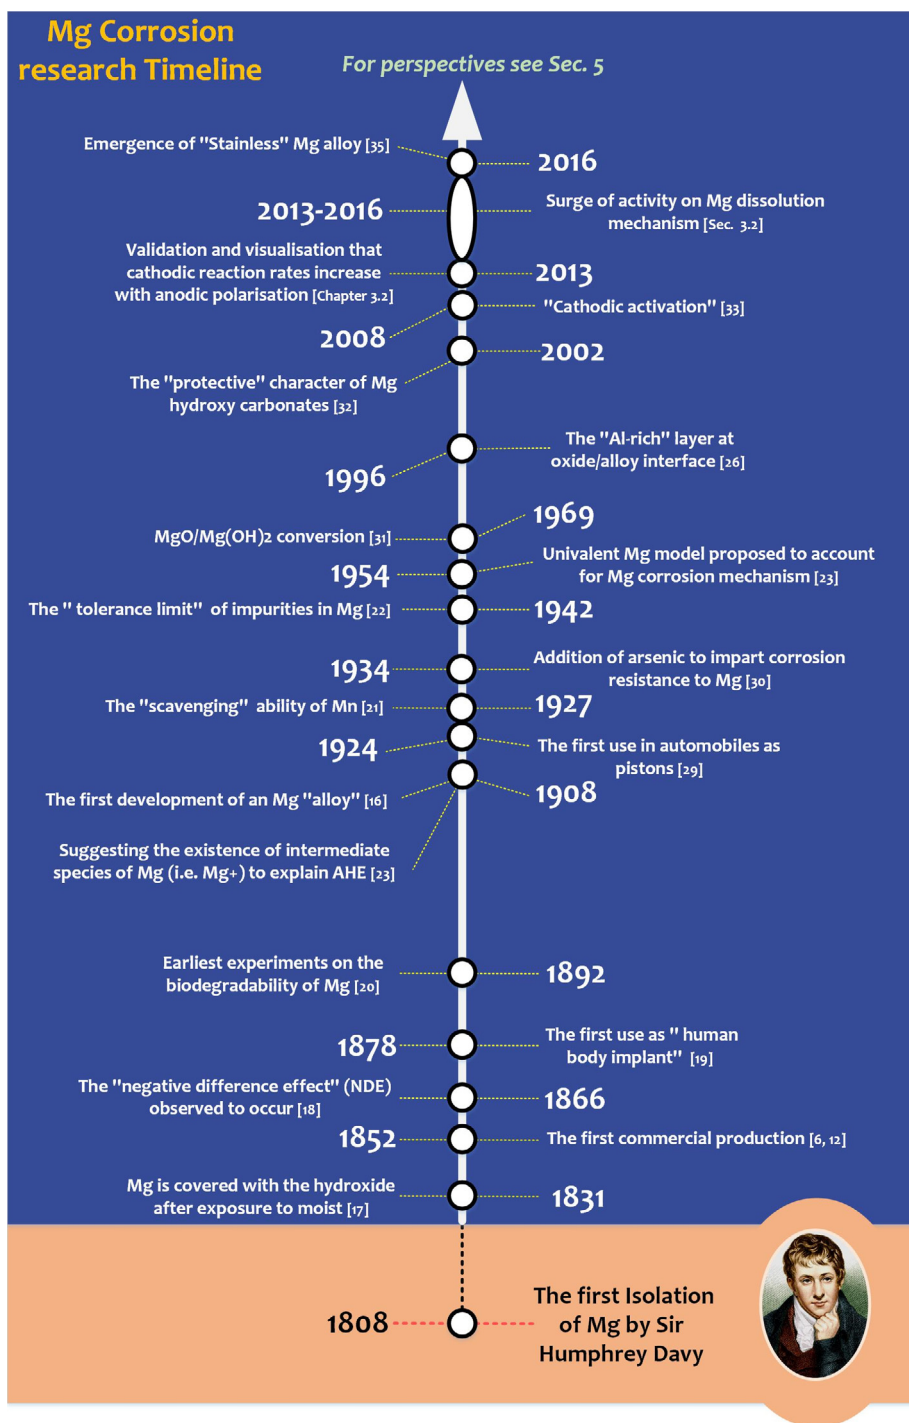 Mg Corrosion
research Timeline
For perspectives see Sec. 5
Emergence of "Stainless" Mg alloy [35]
2016
2013-2016
Surge of activity on Mg dissolution
mechanism [Sec. 3.2]
Validation and visualisation that
cathodic reaction rates increase
with anodic polarisation [Chapter 3.2]
2013
2008
"Cathodic activation" [33]
2002
The "protective" character of Mg
hydroxy carbonates [32]
1996
The "Al-rich" layer at
oxide/alloy interface [26]
1969
MgO/Mg(OH)2 conversion [31]
1954
Univalent Mg model proposed to account
for Mg corrosion mechanism [23]
The " tolerance limit" of impurities in Mg [22]
1942
1934
Addition of arsenic to impart corrosion
resistance to Mg [30]
The "scavenging" ability of Mn [21]
1927
1924
The first use in automobiles as
pistons [29]
1908
The first development of an Mg "alloy" [16]
Suggesting the existence of intermediate
species of Mg (i.e. Mg+) to explain AHE [23]
Earliest experiments on the
biodegradability of Mg [20]
1892
1878
The first use as " human
body implant" [19]
The "negative difference effect" (NDE)
observed to occur [18]
1866
1852
The first commercial production [6, 12]
Mg is covered with the hydroxide
after exposure to moist [17]
1831
1808
The first Isolation
of Mg by Sir
Humphrey Davy